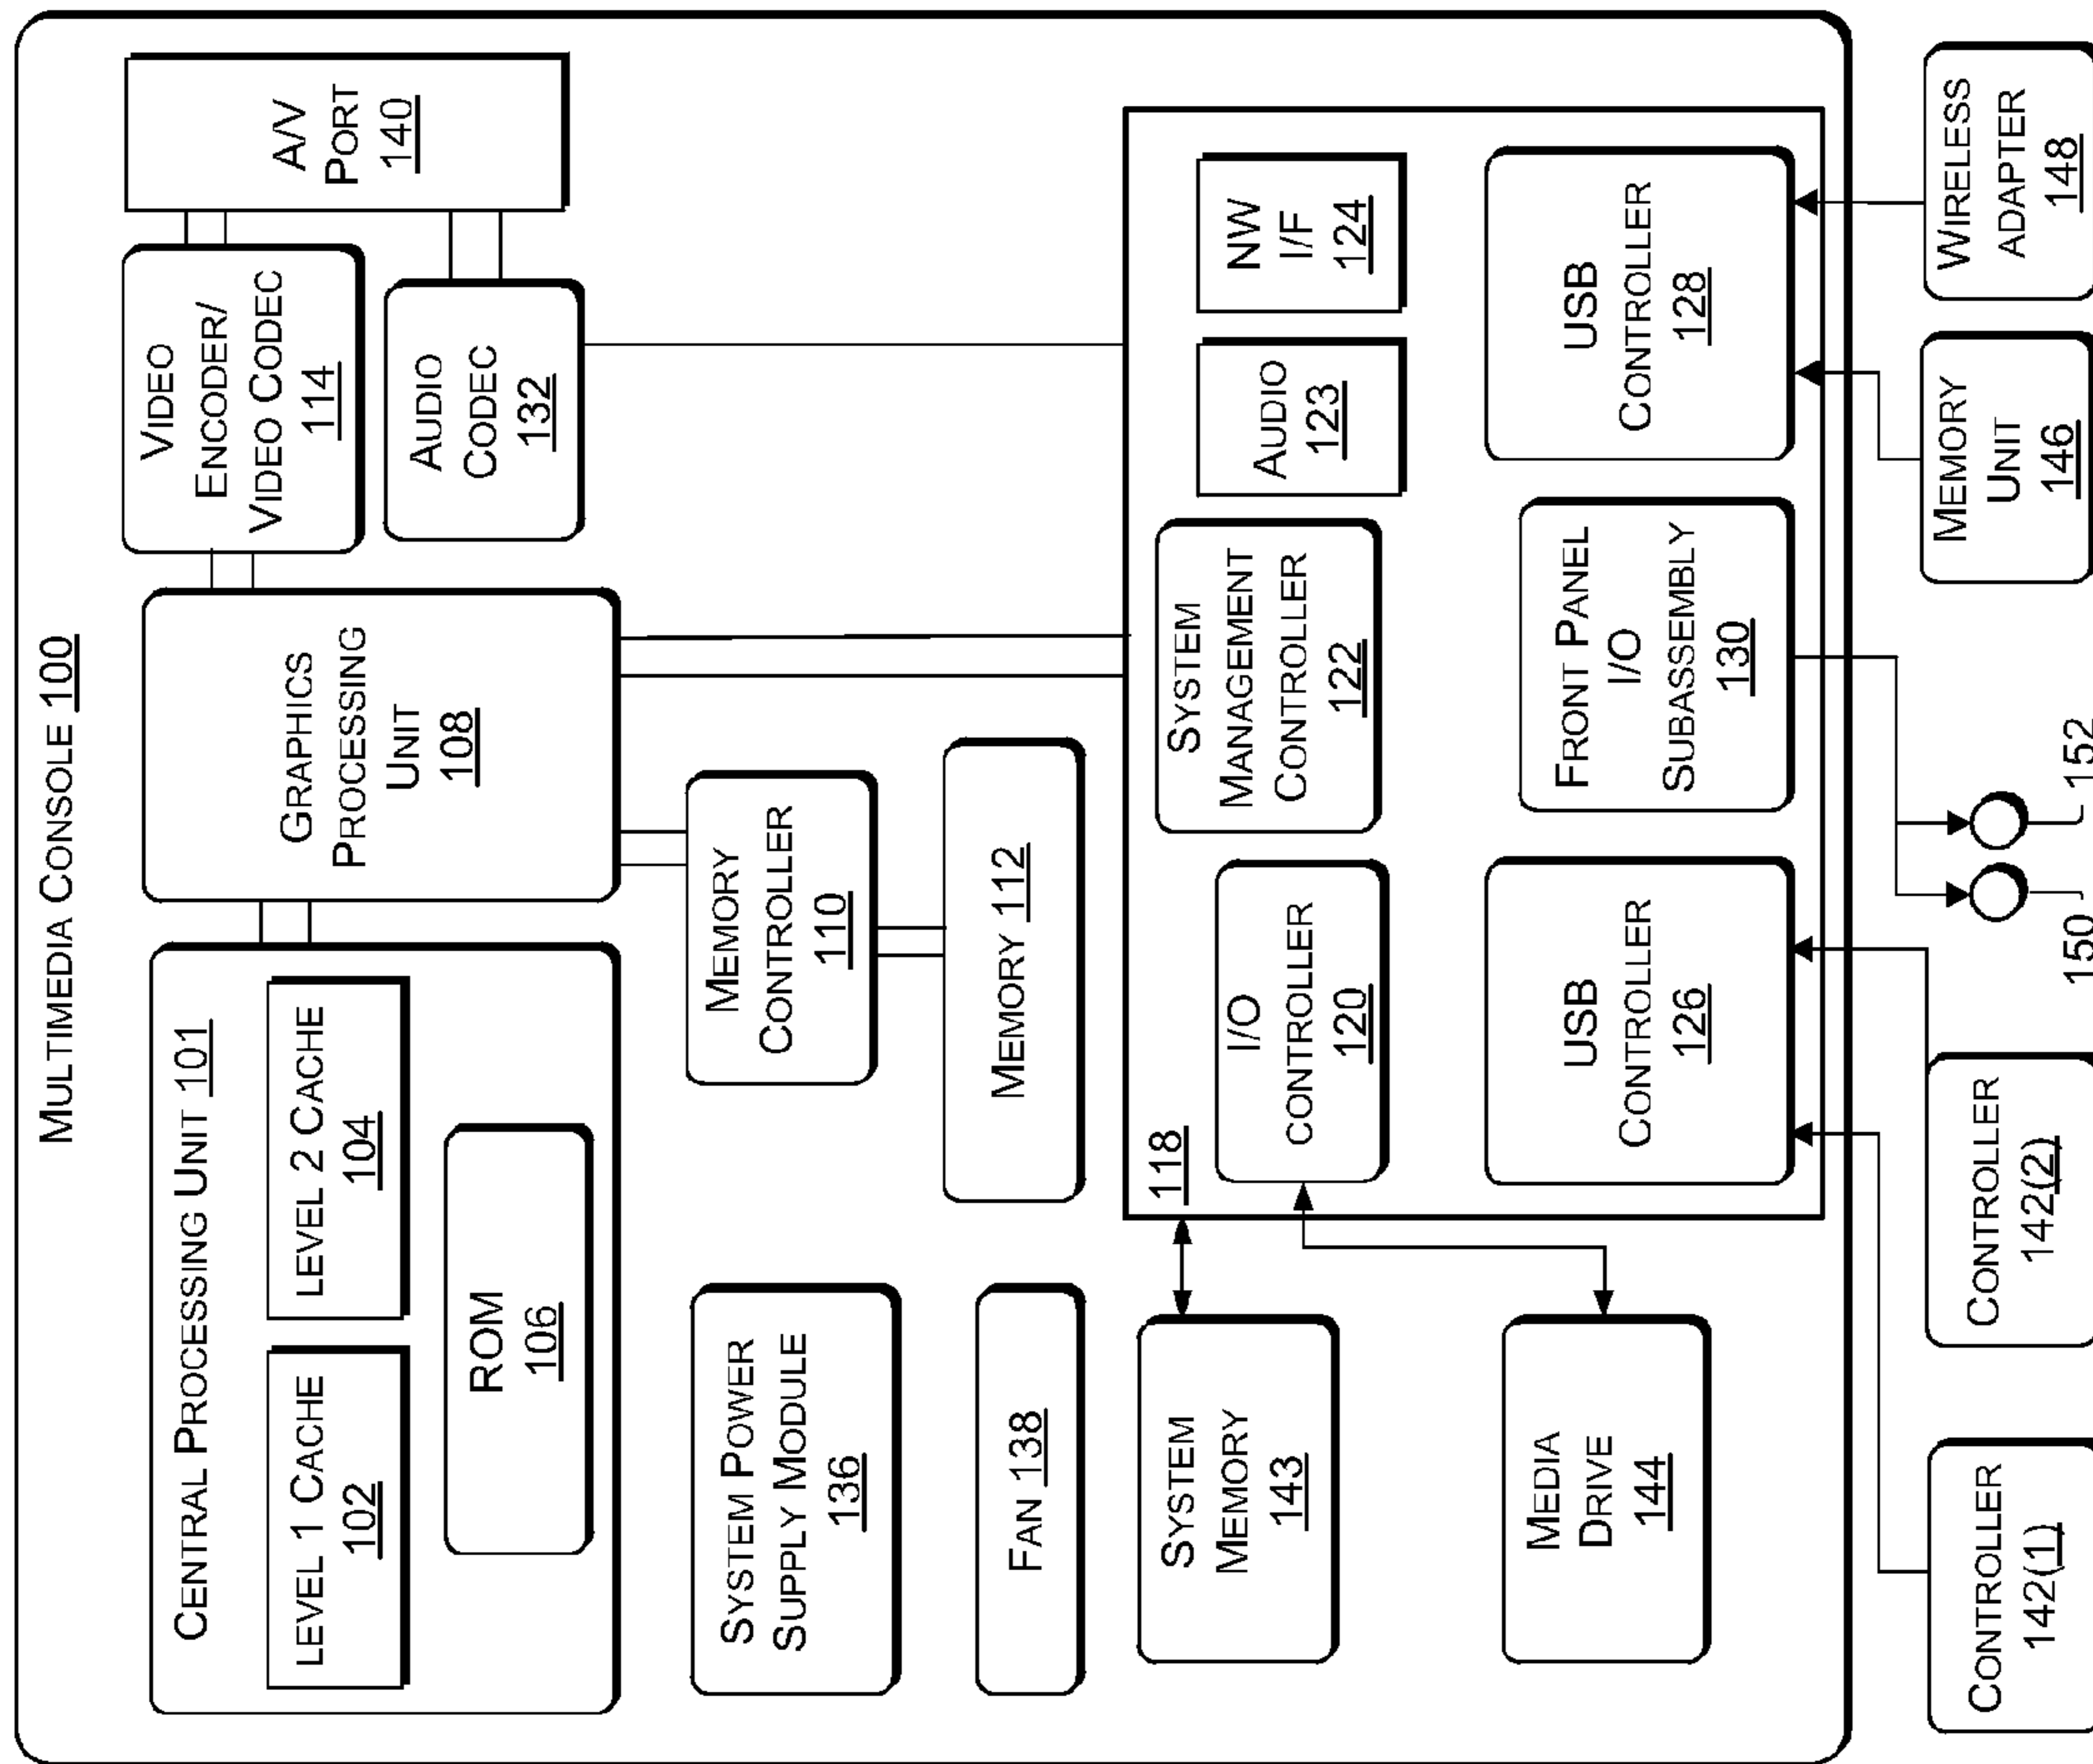 MULTIMEDIA CONSOLE 100
CENTRAL PROCESSING UNIT 101
LEVEL 1 CACHE
102
LEVEL 2 CACHE
104
ROM
106
GRAPHICS
PROCESSING
UNIT
108
VIDEO
ENCODER/
VIDEO CODEC
114
AUDIO
CODEC
132
A/V
PORT
140
SYSTEM POWER
SUPPLY MODULE
136
MEMORY
CONTROLLER
110
FAN 138
MEMORY 112
118
SYSTEM
MEMORY
143
I/O
CONTROLLER
120
SYSTEM
MANAGEMENT
CONTROLLER
122
AUDIO
123
NW
I/F
124
MEDIA
DRIVE
144
USB
CONTROLLER
126
FRONT PANEL
I/O
SUBASSEMBLY
130
USB
CONTROLLER
128
CONTROLLER
142(1)
CONTROLLER
142(2)
150
152
MEMORY
UNIT
146
WIRELESS
ADAPTER
148